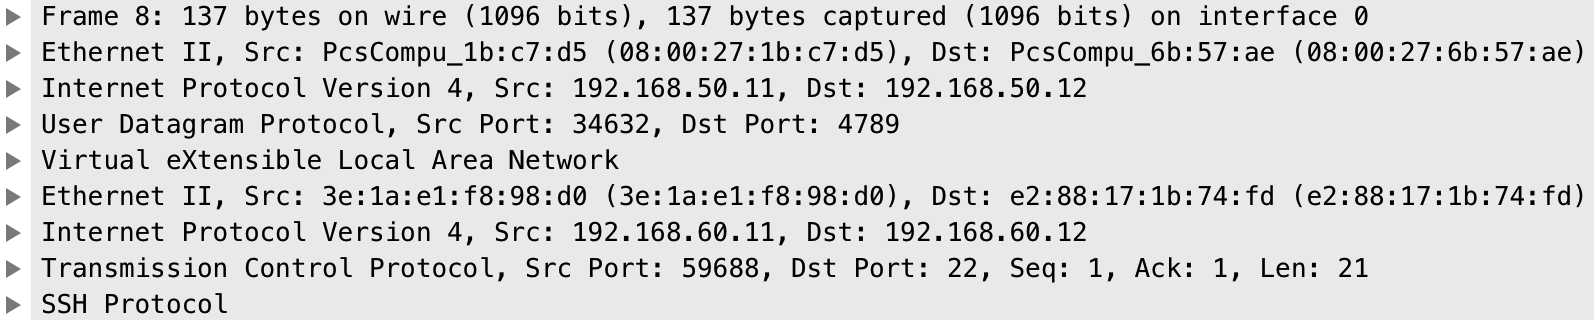 Frame 8: 137 bytes on wire (1096 bits), 137 bytes captured (1096 bits) on interface 0
Ethernet II, Src: PcsCompu_1b:c7:d5 (08:00:27:1b:c7:d5), Dst: PcsCompu_6b:57:ae (08:00:27:6b:57:ae)
Internet Protocol Version 4, Src: 192.168.50.11, Dst: 192.168.50.12
User Datagram Protocol, Src Port: 34632, Dst Port: 4789
Virtual eXtensible Local Area Network
Ethernet II, Src: 3e:1a:e1:f8:98:d0 (3e:1a:e1:f8:98:d0), Dst: e2:88:17:1b:74:fd (e2:88:17:1b:74:fd)
Internet Protocol Version 4, Src: 192.168.60.11, Dst: 192.168.60.12
Transmission Control Protocol, Src Port: 59688, Dst Port: 22, Seq: 1, Ack: 1, Len: 21
SSH Protocol